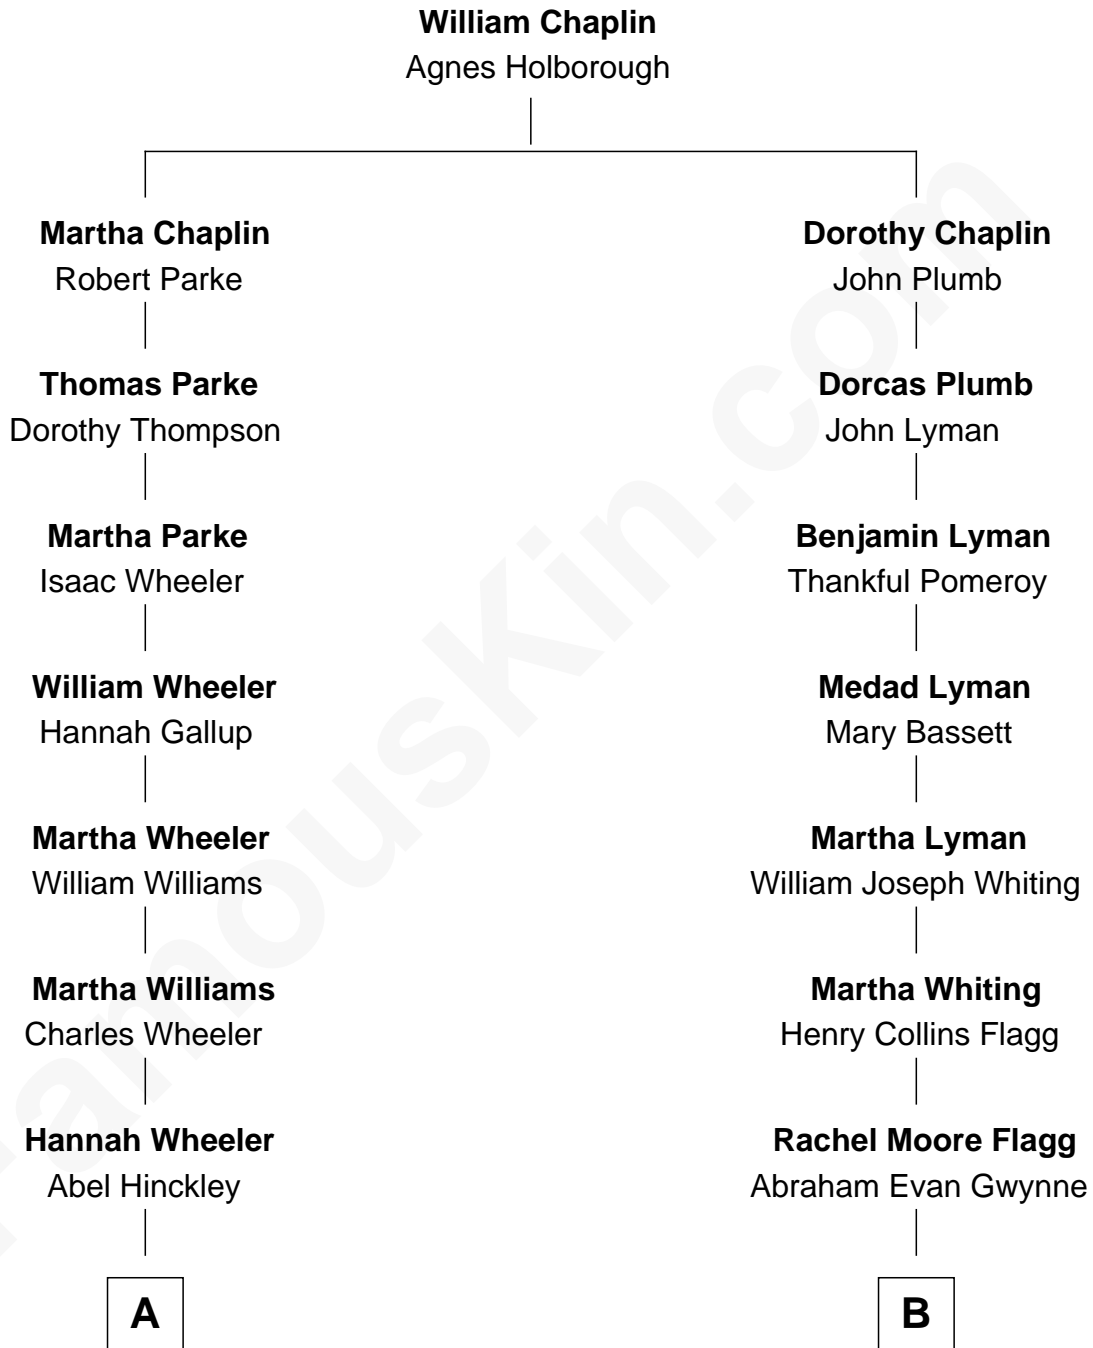 William Chaplin
Agnes Holborough
Martha Chaplin
Robert Parke
Dorothy Chaplin
John Plumb
Thomas Parke
Dorothy Thompson
Dorcas Plumb
John Lyman
Martha Parke
Isaac Wheeler
Benjamin Lyman
Thankful Pomeroy
William Wheeler
Hannah Gallup
Medad Lyman
Mary Bassett
Martha Wheeler
William Williams
Martha Lyman
William Joseph Whiting
Martha Williams
Charles Wheeler
Martha Whiting
Henry Collins Flagg
Hannah Wheeler
Abel Hinckley
Rachel Moore Flagg
Abraham Evan Gwynne
A
B
FamousKin.com